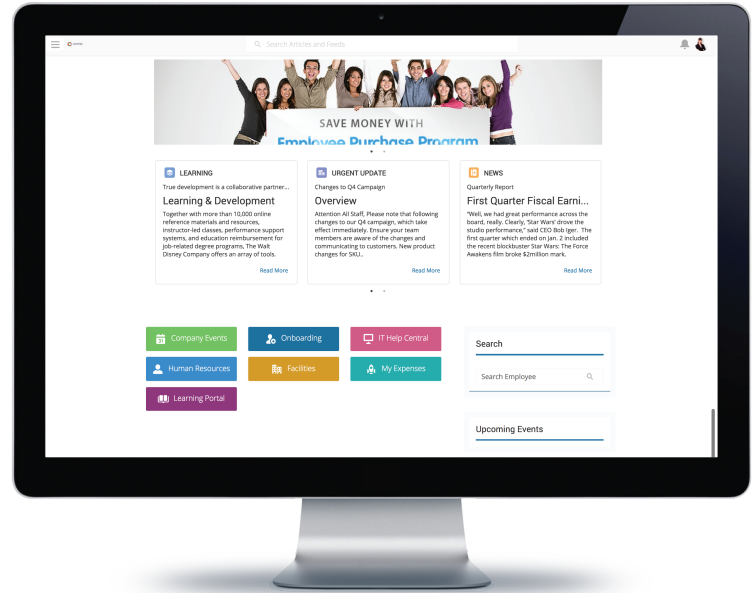 Search Articles and Feeds
SAVE MONEY WITH
Employee Purchase Program
LEARNING
True development is a collaborative partner...
Learning & Development
Together with more than 10,000 online
reference materials and resources,
instructor-led classes, performance support
systems, and education reimbursement for
job-related degree programs, The Walt
Disney Company offers an array of tools.
Read More
URGENT UPDATE
Changes to Q4 Campaign
Overview
Attention All Staff, Please note that following
changes to our Q4 campaign, which take
effect immediately. Ensure your team
members are aware of the changes and
communicating to customers. New product
changes for SKU...
Read More
NEWS
Quarterly Report
First Quarter Fiscal Earni...
"Well, we had great performance across the
board, really. Clearly, 'Star Wars' drove the
studio performance," said CEO Bob Iger. The
first quarter which ended on Jan. 2 included
the recent blockbuster Star Wars: The Force
Awakens film broke $2million mark.
Read More
31 Company Events
Onboarding
IT Help Central
Human Resources
Facilities
My Expenses
Learning Portal
Search
Search Employee
Upcoming Events